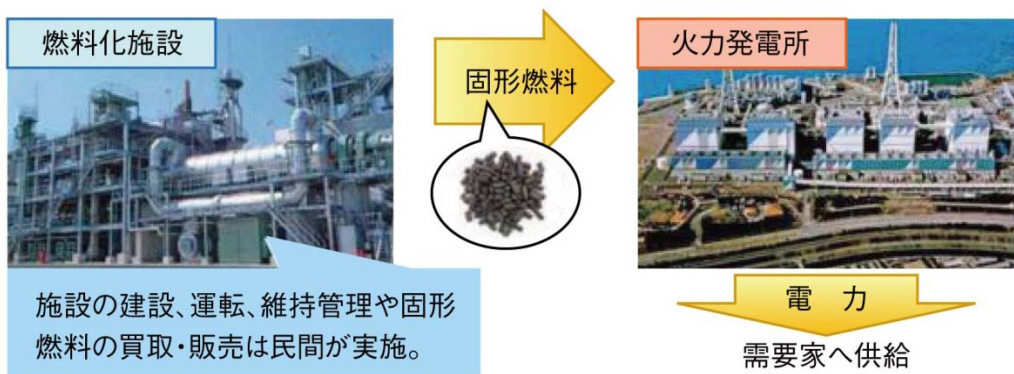 燃料化施設
固形燃料
火力発電所
施設の建設、運転、維持管理や固形
燃料の買取・販売は民間が実施。
電　力
需要家へ供給